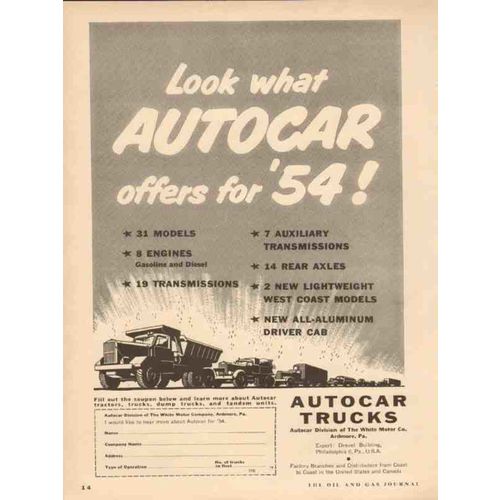 Look what
AUTOCAR
offers for '54!
★ 31 MODELS
★ 8 ENGINES
Gasoline and Diesel
★ 19 TRANSMISSIONS
★ 7 AUXILIARY
TRANSMISSIONS
★ 14 REAR AXLES
★ 2 NEW LIGHTWEIGHT
WEST COAST MODELS
★ NEW ALL-ALUMINUM
DRIVER CAB
Fill out the coupon below and learn more about Autocar
tractors, trucks, dump trucks, and tandem units.
Autocar Division of The White Motor Company, Ardmore, Pa.
I would like to hear more about Autocar for '54.
Name
Company Name
Address
Type of Operation
No. of trucks
in fleet
AUTOCAR
TRUCKS
Autocar Division of The White Motor Co.
Ardmore, Pa.
Export: Drexel Building,
Philadelphia 6, Pa., U.S.A.
Factory Branches and Distributors from Coast
to Coast in the United States and Canada
14
THE OIL AND GAS JOURNAL